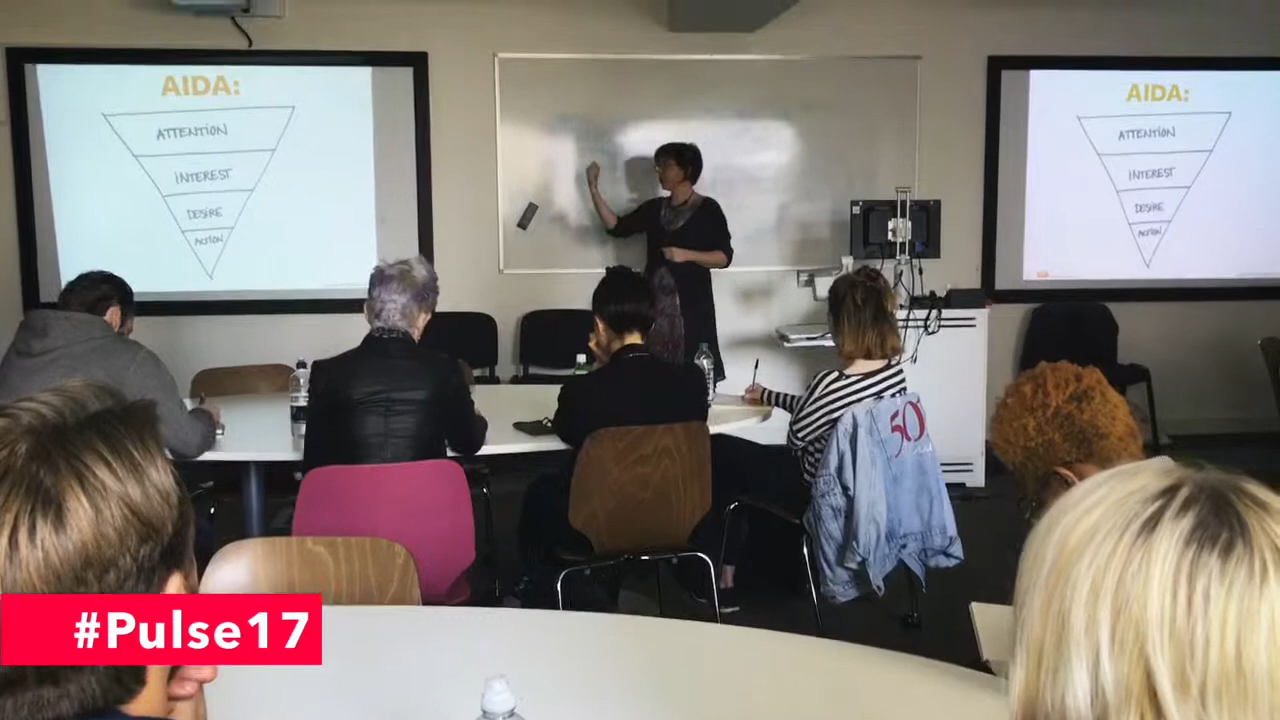 AIDA:
ATTENTION
INTEREST
DESIRE
ACTION
AIDA:
ATTENTION
INTEREST
DESIRE
ACTION
50
#Pulse17